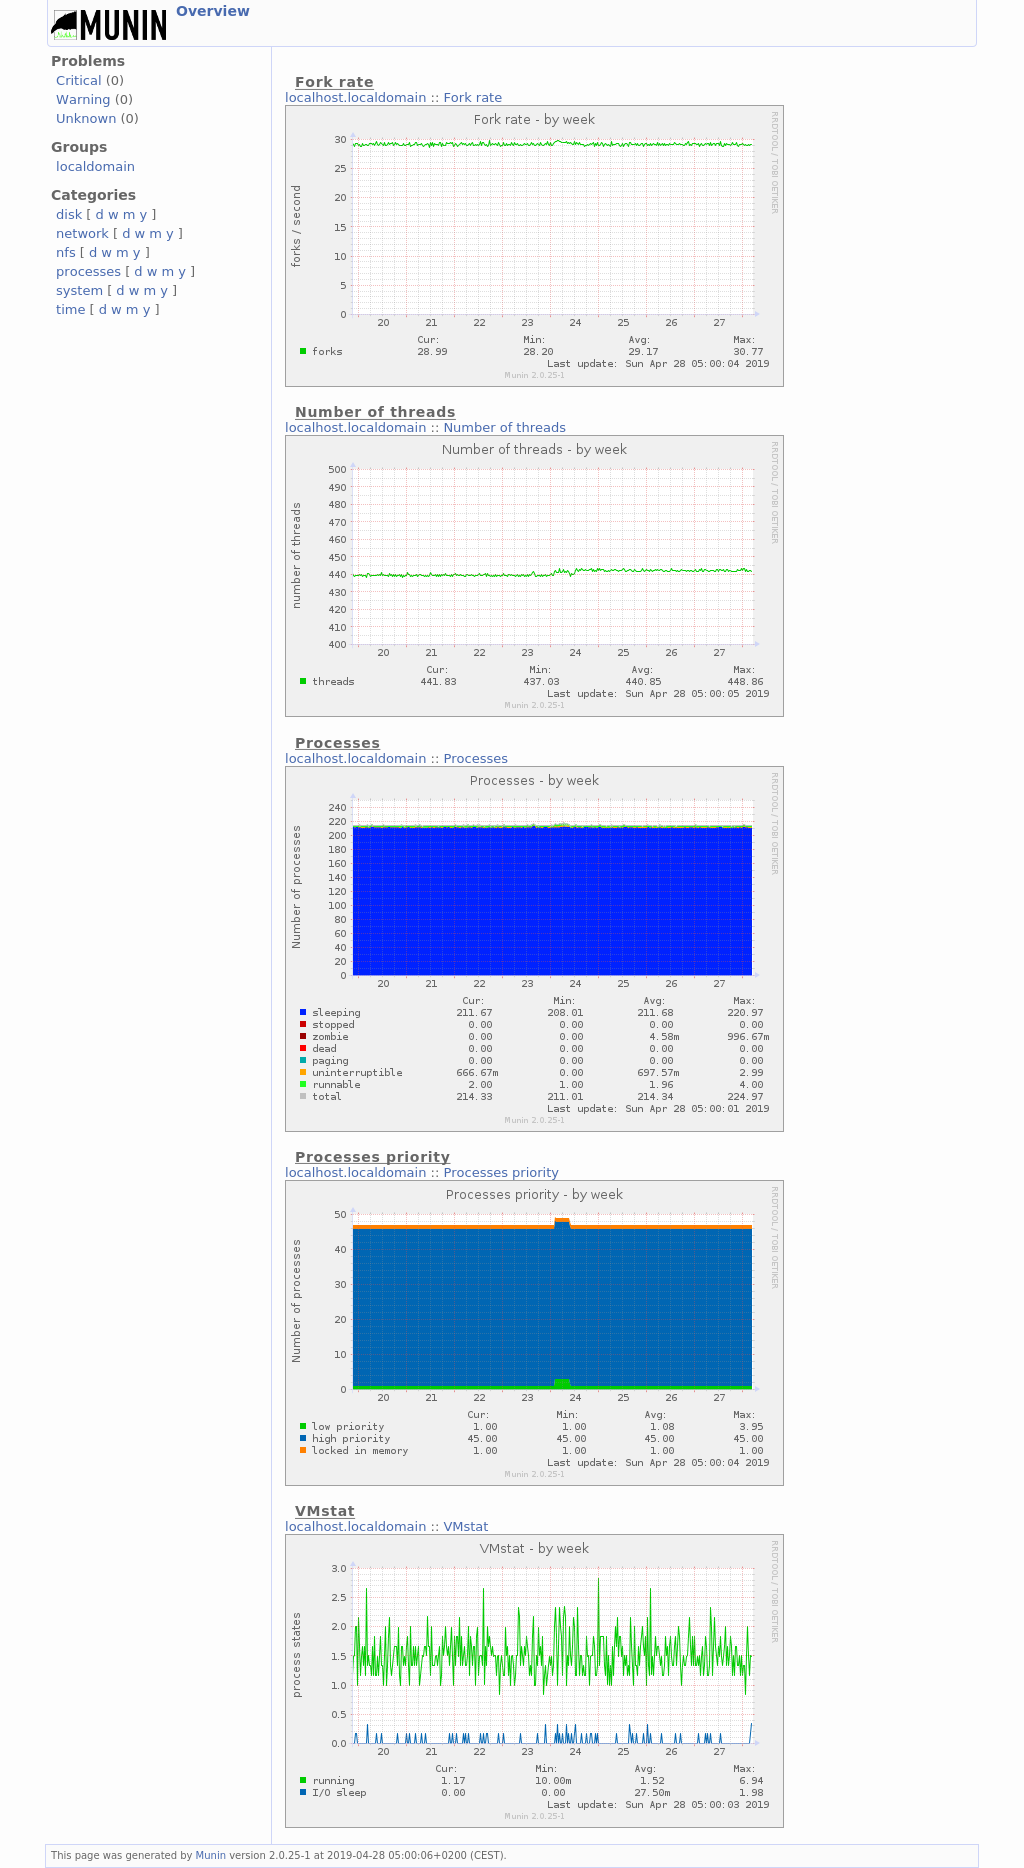 MUNIN Overview
Problems
Critical (0)
Warning (0)
Unknown (0)
Groups
localdomain
Categories
disk [ d w m y ]
network [ d w m y ]
nfs [ d w m y ]
processes [ d w m y ]
system [ d w m y ]
time [ d w m y ]
Fork rate
localhost.localdomain :: Fork rate
Fork rate - by week
RRDTOOL / TOBI OETIKER
forks / second
30
25
20
15
10
5
0
20 21 22 23 24 25 26 27
Cur: Min: Avg: Max:
forks 28.99 28.20 29.17 30.77
Last update: Sun Apr 28 05:00:04 2019
Munin 2.0.25-1
Number of threads
localhost.localdomain :: Number of threads
Number of threads - by week
RRDTOOL / TOBI OETIKER
number of threads
500
490
480
470
460
450
440
430
420
410
400
20 21 22 23 24 25 26 27
Cur: Min: Avg: Max:
threads 441.83 437.03 440.85 448.86
Last update: Sun Apr 28 05:00:05 2019
Munin 2.0.25-1
Processes
localhost.localdomain :: Processes
Processes - by week
RRDTOOL / TOBI OETIKER
Number of processes
240
220
200
180
160
140
120
100
80
60
40
20
0
20 21 22 23 24 25 26 27
Cur: Min: Avg: Max:
sleeping 211.67 208.01 211.68 220.97
stopped 0.00 0.00 0.00 0.00
zombie 0.00 0.00 4.58m 996.67m
dead 0.00 0.00 0.00 0.00
paging 0.00 0.00 0.00 0.00
uninterruptible 666.67m 0.00 697.57m 2.99
runnable 2.00 1.00 1.96 4.00
total 214.33 211.01 214.34 224.97
Last update: Sun Apr 28 05:00:01 2019
Munin 2.0.25-1
Processes priority
localhost.localdomain :: Processes priority
Processes priority - by week
RRDTOOL / TOBI OETIKER
Number of processes
50
40
30
20
10
0
20 21 22 23 24 25 26 27
Cur: Min: Avg: Max:
low priority 1.00 1.00 1.08 3.95
high priority 45.00 45.00 45.00 45.00
locked in memory 1.00 1.00 1.00 1.00
Last update: Sun Apr 28 05:00:04 2019
Munin 2.0.25-1
VMstat
localhost.localdomain :: VMstat
VMstat - by week
RRDTOOL / TOBI OETIKER
process states
3.0
2.5
2.0
1.5
1.0
0.5
0.0
20 21 22 23 24 25 26 27
Cur: Min: Avg: Max:
running 1.17 10.00m 1.52 6.94
I/O sleep 0.00 0.00 27.50m 1.98
Last update: Sun Apr 28 05:00:03 2019
Munin 2.0.25-1
This page was generated by Munin version 2.0.25-1 at 2019-04-28 05:00:06+0200 (CEST).